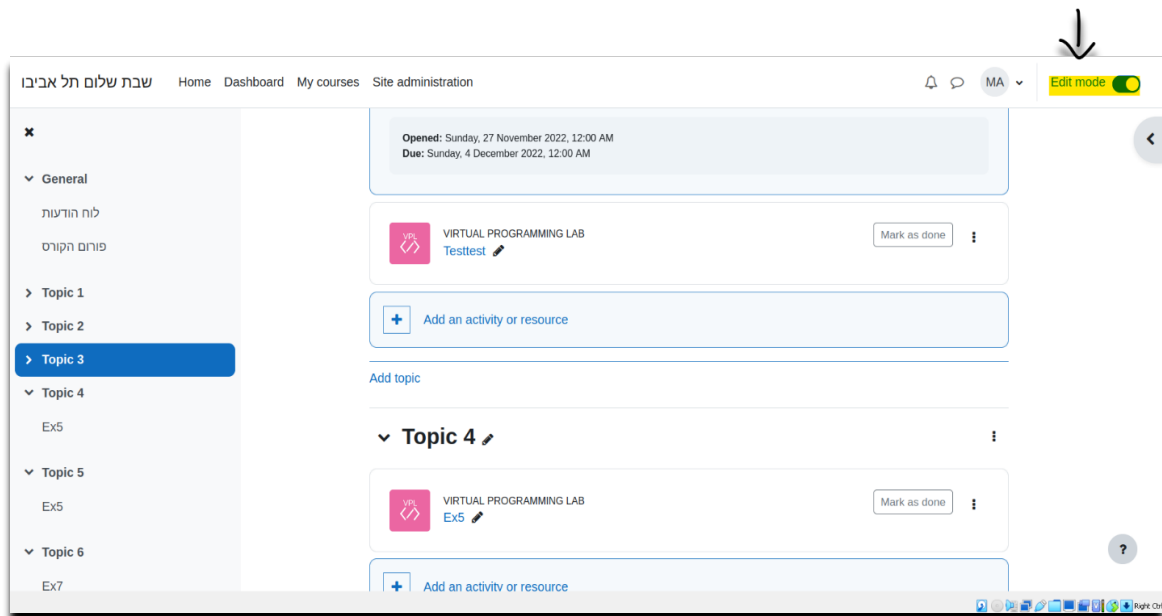 שבת שלום תל אביבו Home Dashboard My courses Site administration MA Edit mode
General
לוח הודעות
פורום הקורס
Topic 1
Topic 2
Topic 3
Topic 4
Ex5
Topic 5
Ex5
Topic 6
Ex7
Opened: Sunday, 27 November 2022, 12:00 AM
Due: Sunday, 4 December 2022, 12:00 AM
VPL
VIRTUAL PROGRAMMING LAB
Testtest
Mark as done
Add an activity or resource
Add topic
Topic 4
VPL
VIRTUAL PROGRAMMING LAB
Ex5
Mark as done
Add an activity or resource
?
Right Ctrl